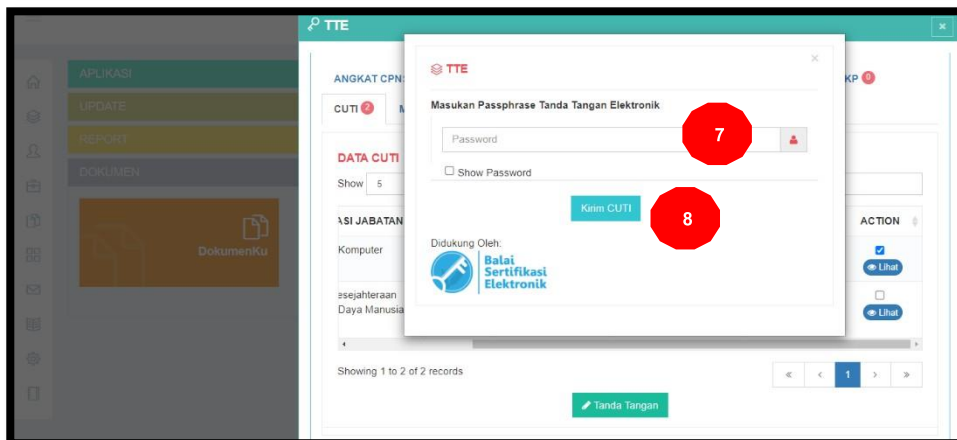 TTE
×
APLIKASI
UPDATE
REPORT
DOKUMEN
DokumenKu
ANGKAT CPN
KP 0
CUTI 2
DATA CUTI
Show 5
ASI JABATAN
ACTION
Komputer
Lihat
esejahteraan
Daya Manusia
Lihat
Showing 1 to 2 of 2 records
« < 1 > »
Tanda Tangan
TTE
×
Masukan Passphrase Tanda Tangan Elektronik
Password
7
Show Password
Kirim CUTI
8
Didukung Oleh:
Balai
Sertifikasi
Elektronik